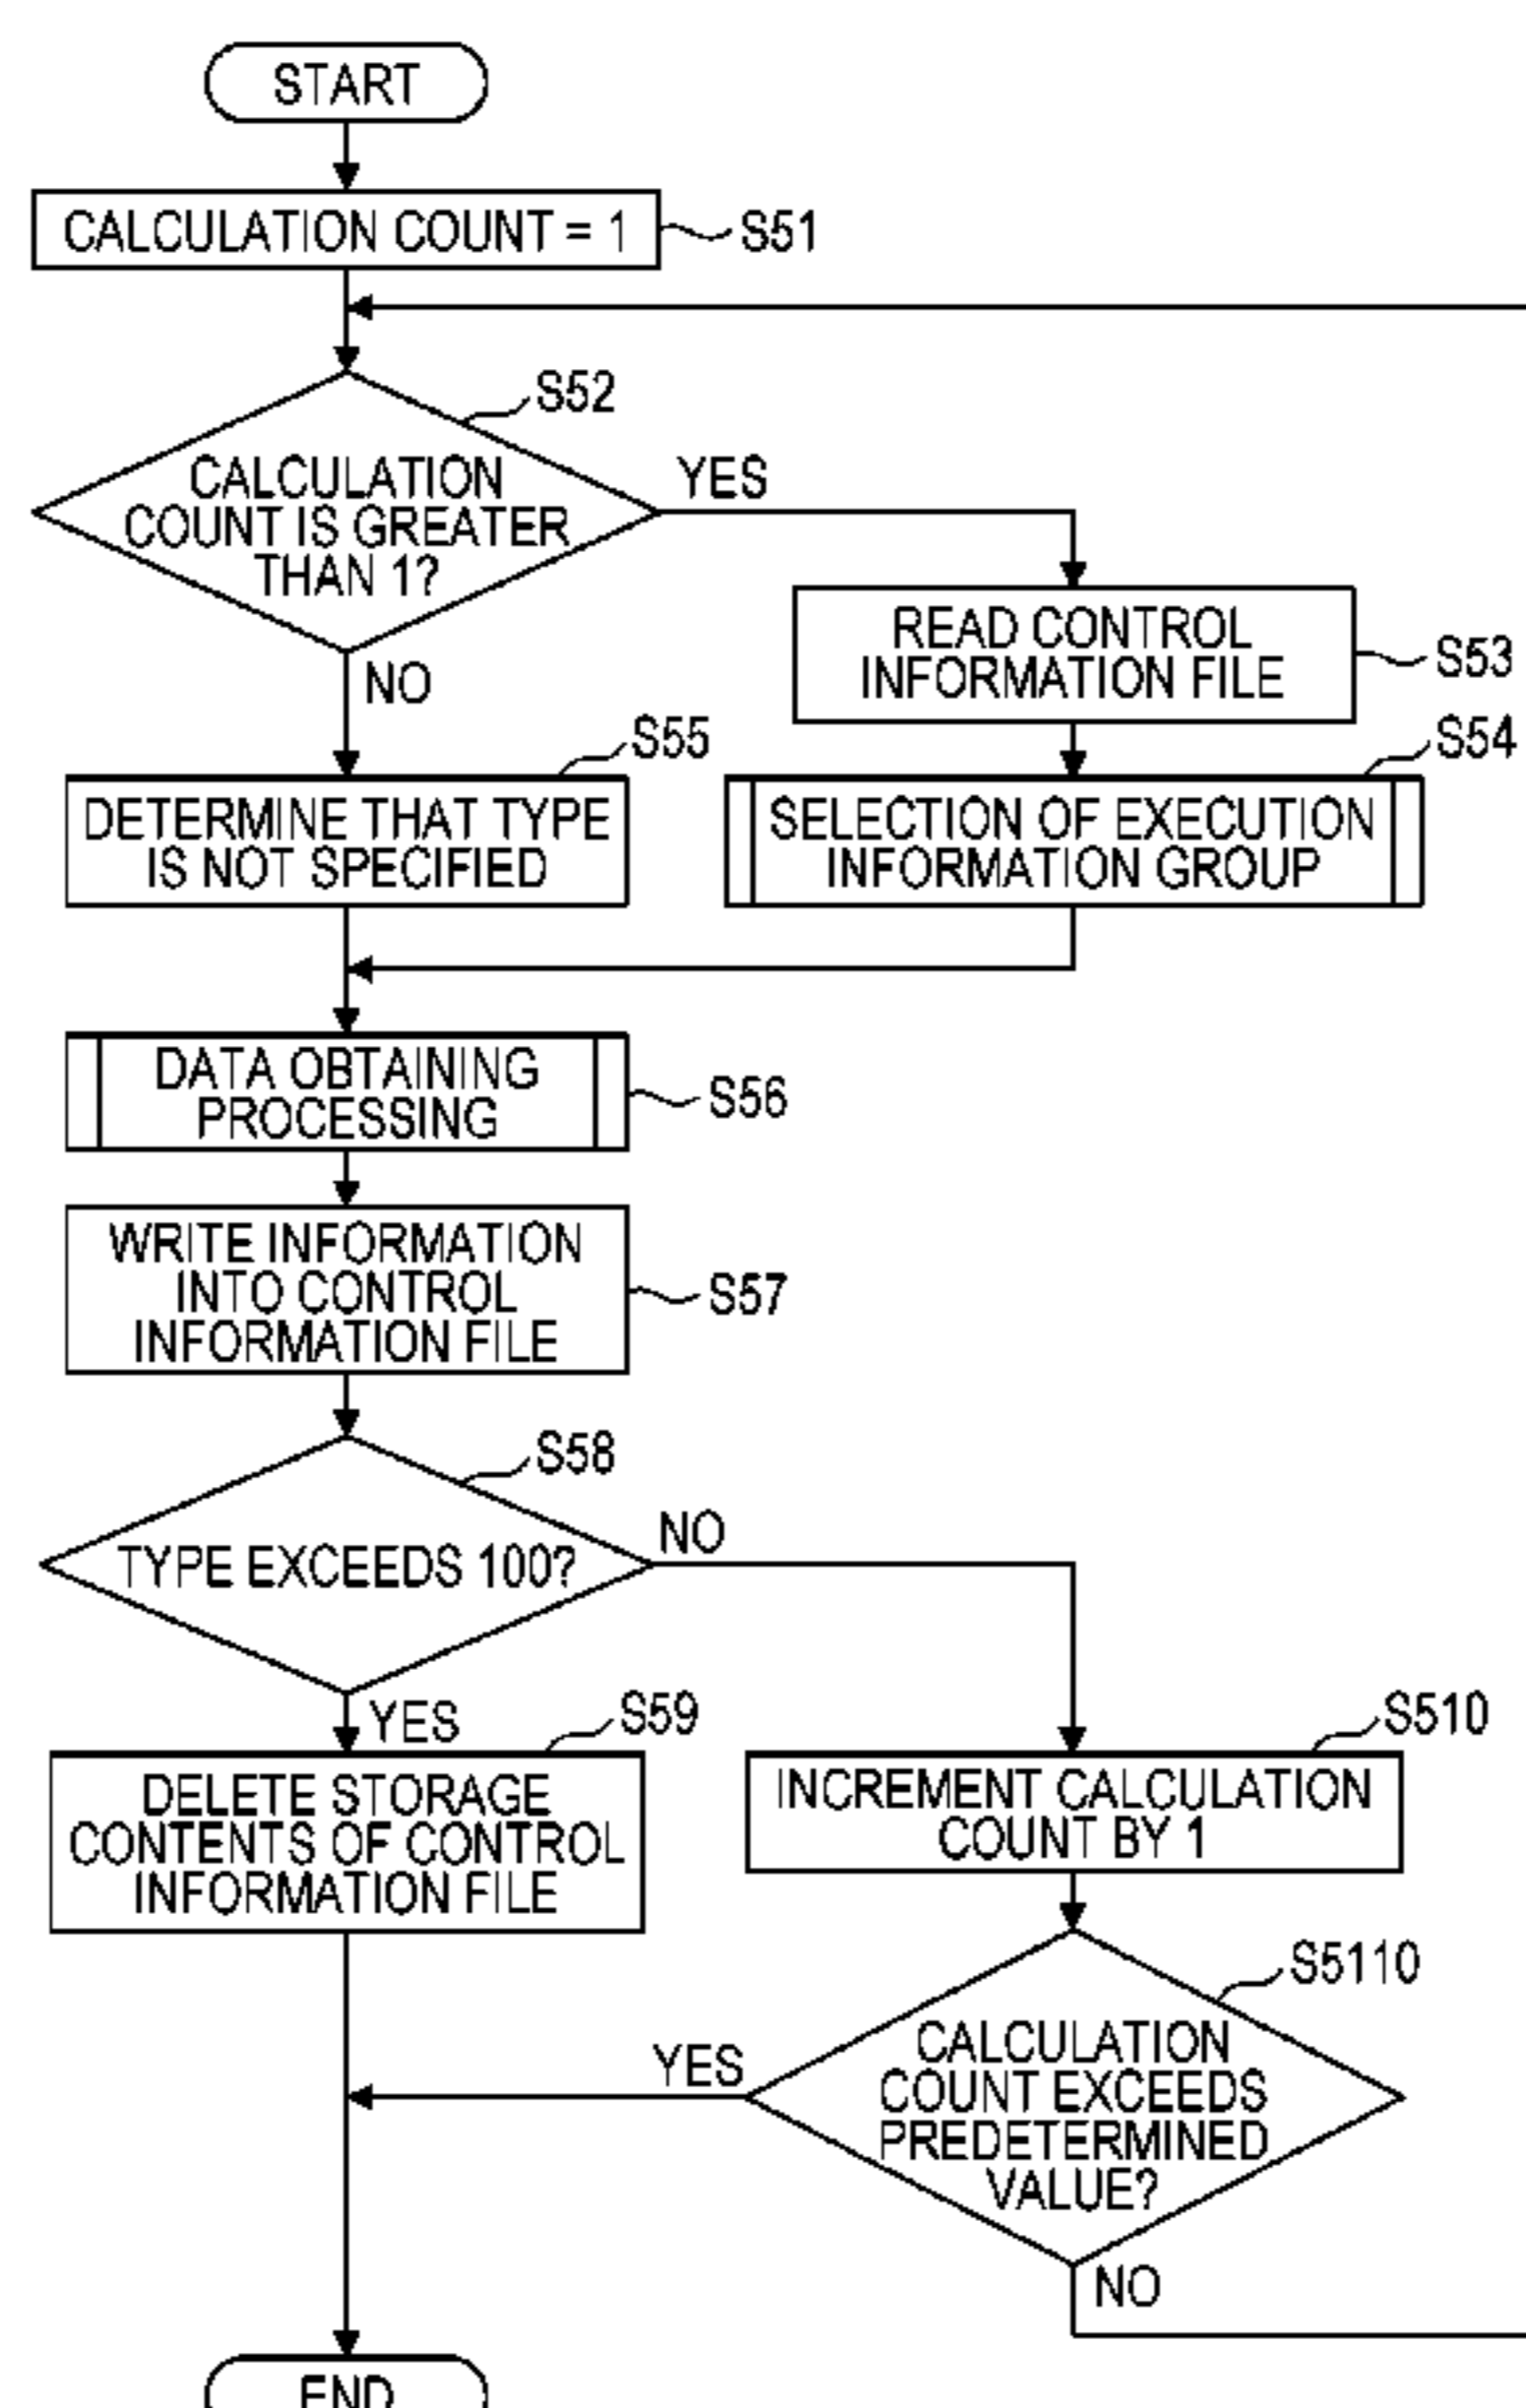 START
CALCULATION COUNT = 1
S51
S52
CALCULATION
COUNT IS GREATER
THAN 1?
YES
NO
READ CONTROL
INFORMATION FILE
S53
S55
DETERMINE THAT TYPE
IS NOT SPECIFIED
S54
SELECTION OF EXECUTION
INFORMATION GROUP
DATA OBTAINING
PROCESSING
S56
WRITE INFORMATION
INTO CONTROL
INFORMATION FILE
S57
S58
TYPE EXCEEDS 100?
NO
YES
S59
DELETE STORAGE
CONTENTS OF CONTROL
INFORMATION FILE
S510
INCREMENT CALCULATION
COUNT BY 1
S5110
CALCULATION
COUNT EXCEEDS
PREDETERMINED
VALUE?
YES
NO
END